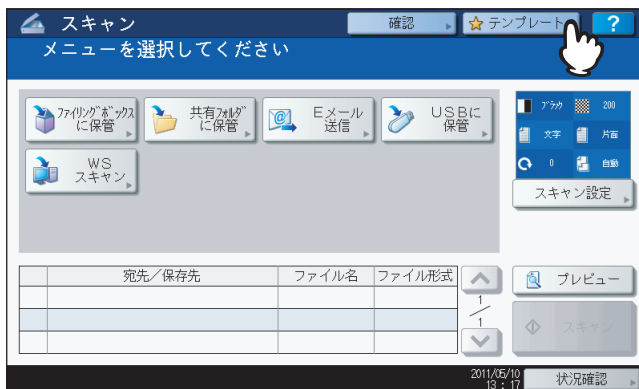 スキャン
確認
テンプレート
?
メニューを選択してください
ファイリングボックス
に保管
共有フォルダ
に保管
Eメール
送信
USBに
保管
WS
スキャン
ブラック
200
文字
片面
0
自動
スキャン設定
宛先/保存先
ファイル名
ファイル形式
1
1
プレビュー
スキャン
2011/05/10
13:17
状況確認